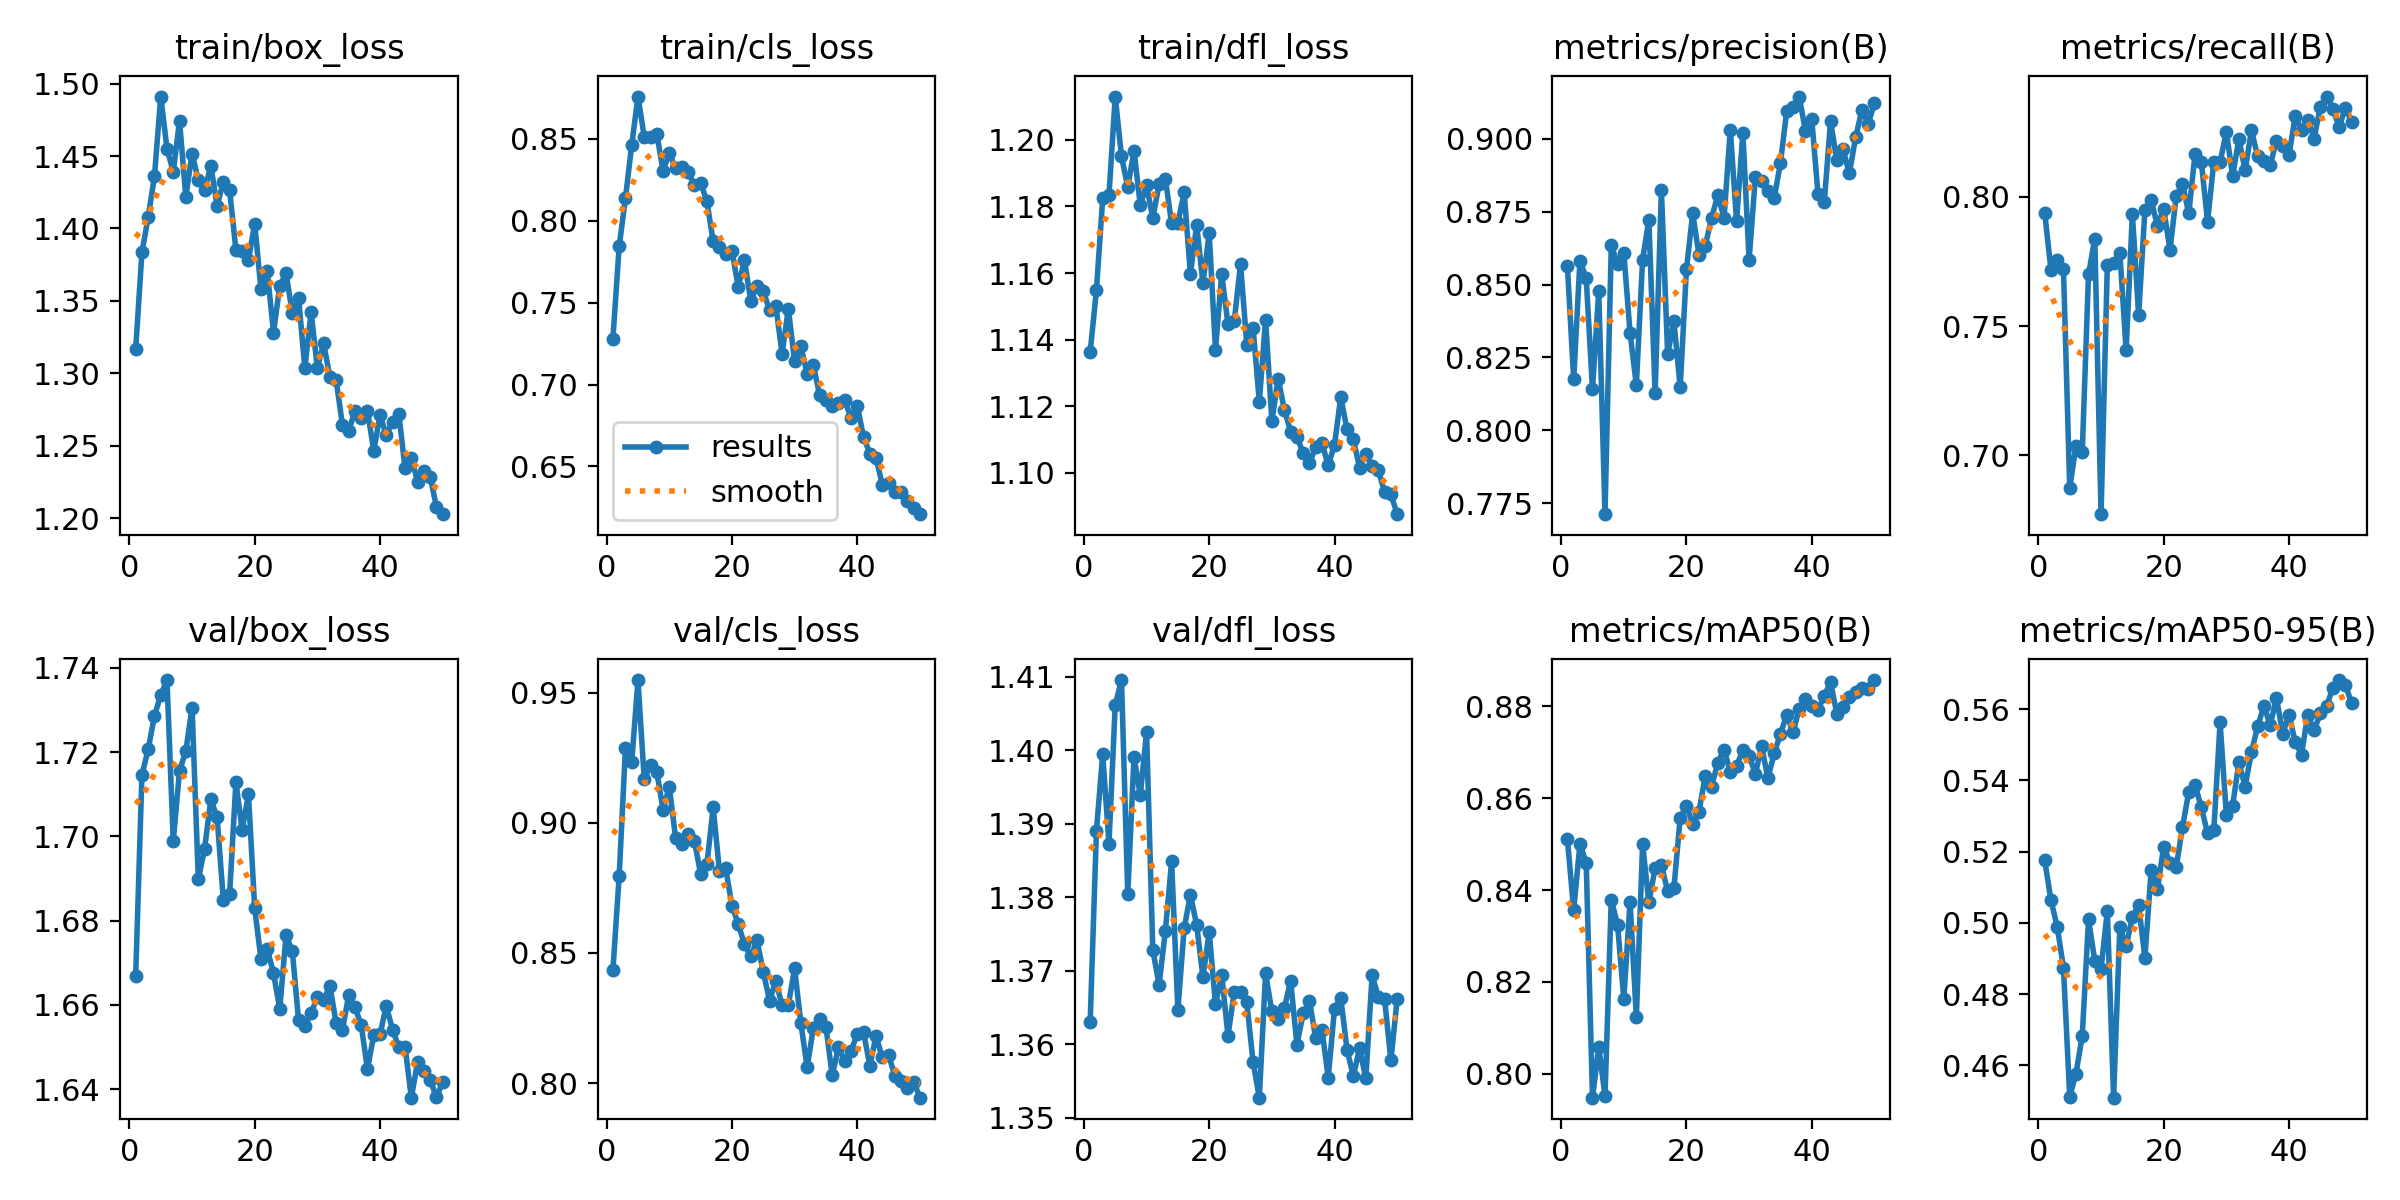 train/box_loss
1.50
1.45
1.40
1.35
1.30
1.25
1.20
0 20 40
train/cls_loss
0.85
0.80
0.75
0.70
0.65
results
smooth
0 20 40
train/dfl_loss
1.20
1.18
1.16
1.14
1.12
1.10
0 20 40
metrics/precision(B)
0.900
0.875
0.850
0.825
0.800
0.775
0 20 40
metrics/recall(B)
0.80
0.75
0.70
0 20 40
val/box_loss
1.74
1.72
1.70
1.68
1.66
1.64
0 20 40
val/cls_loss
0.95
0.90
0.85
0.80
0 20 40
val/dfl_loss
1.41
1.40
1.39
1.38
1.37
1.36
1.35
0 20 40
metrics/mAP50(B)
0.88
0.86
0.84
0.82
0.80
0 20 40
metrics/mAP50-95(B)
0.56
0.54
0.52
0.50
0.48
0.46
0 20 40